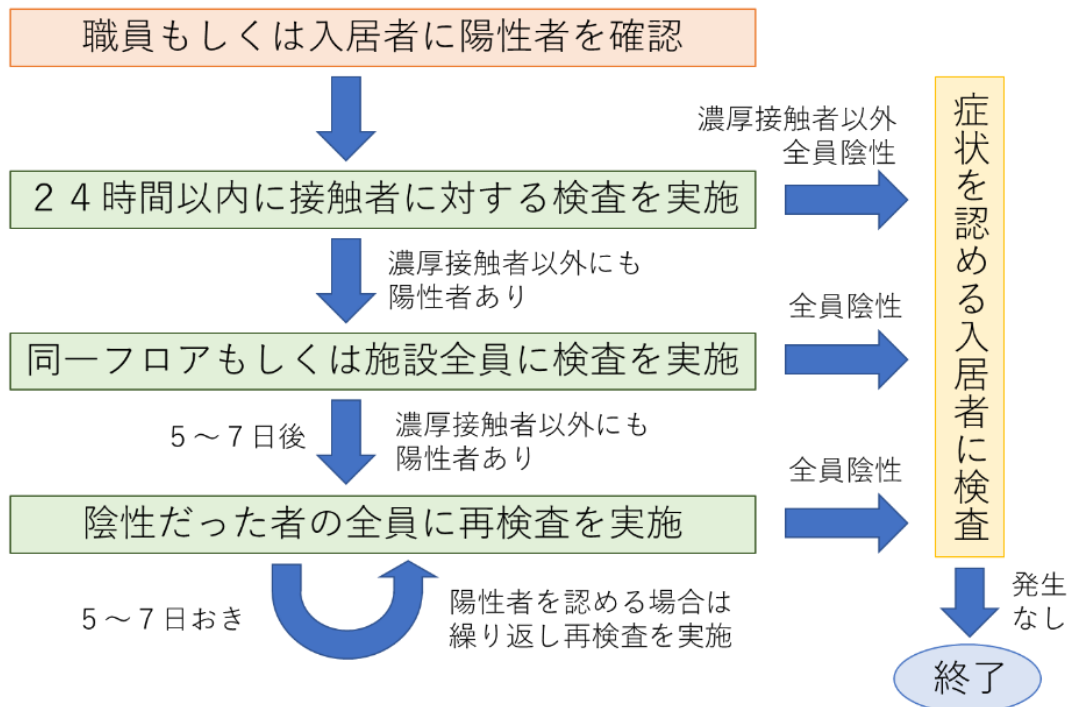 職員もしくは入居者に陽性者を確認
濃厚接触者以外
全員陰性
２４時間以内に接触者に対する検査を実施
濃厚接触者以外にも
陽性者あり
全員陰性
同一フロアもしくは施設全員に検査を実施
５～７日後
濃厚接触者以外にも
陽性者あり
全員陰性
陰性だった者の全員に再検査を実施
５～７日おき
陽性者を認める場合は
繰り返し再検査を実施
症状を認める入居者に検査
発生
なし
終了